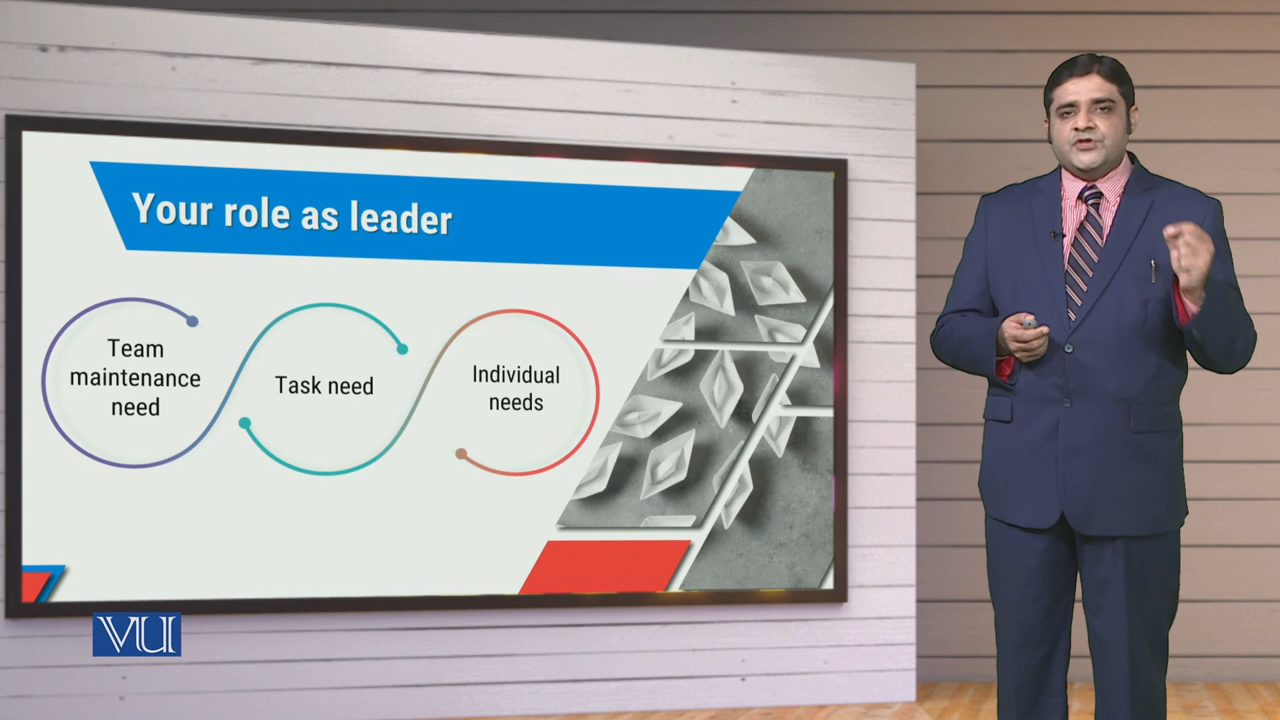 Your role as leader
Team
maintenance
need
Task need
Individual
needs
VU